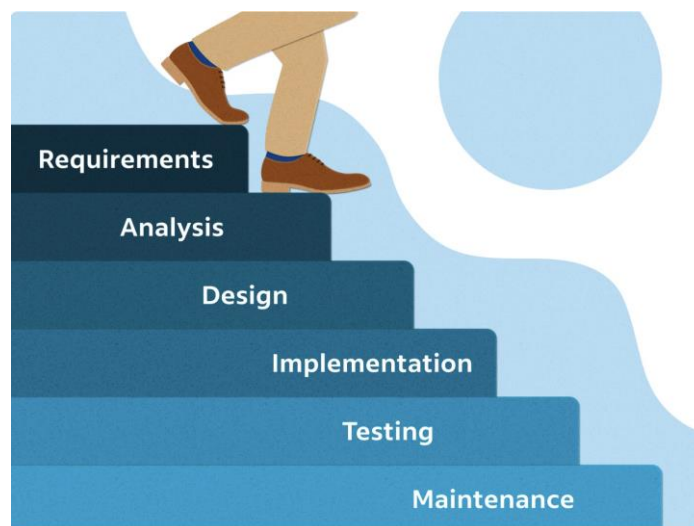 Requirements
Analysis
Design
Implementation
Testing
Maintenance